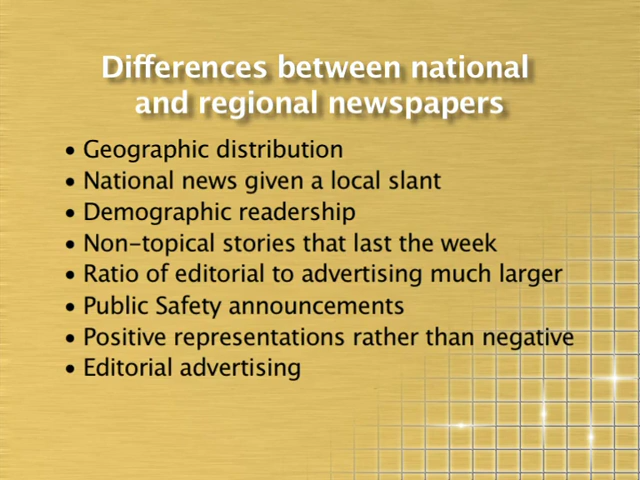 Differences between national
and regional newspapers
• Geographic distribution
• National news given a local slant
• Demographic readership
• Non-topical stories that last the week
• Ratio of editorial to advertising much larger
• Public Safety announcements
• Positive representations rather than negative
• Editorial advertising